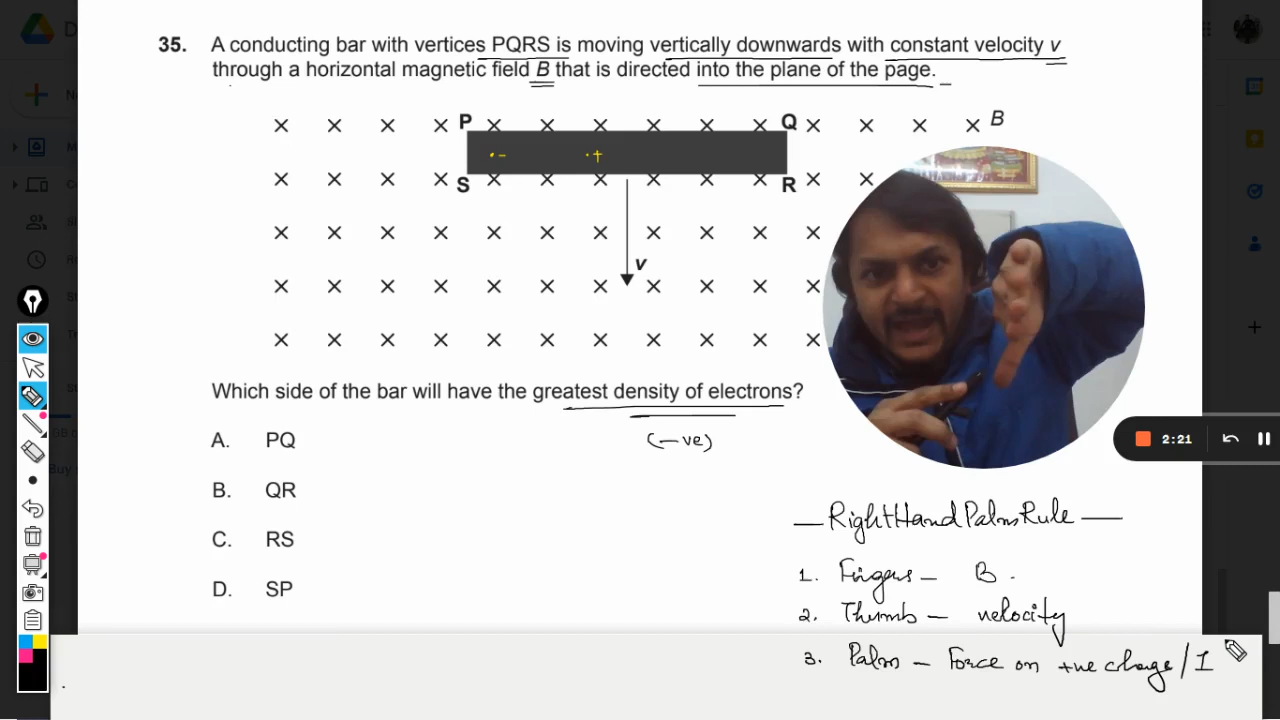 35. A conducting bar with vertices PQRS is moving vertically downwards with constant velocity v
through a horizontal magnetic field B that is directed into the plane of the page.
P
Q
B
S
R
v
Which side of the bar will have the greatest density of electrons?
(-ve)
A. PQ
B. QR
C. RS
D. SP
2:21
— Right Hand Palm Rule —
1. Fingers – B.
2. Thumb – velocity
3. Palm – Force on +ve charge / I